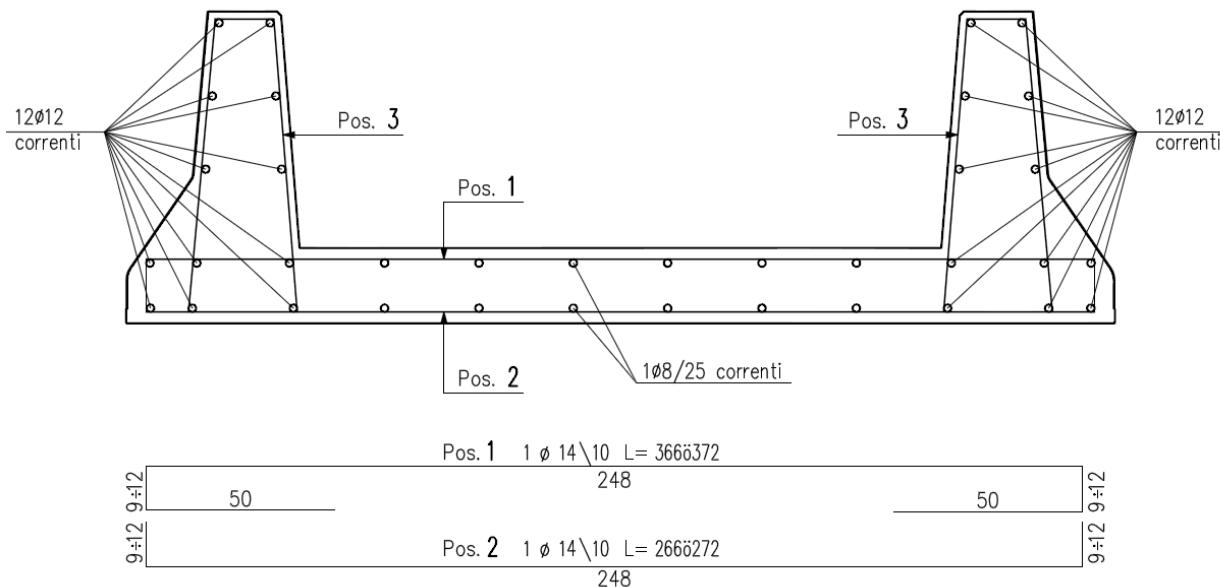 12ø12
correnti
Pos. 3
Pos. 3
12ø12
correnti
Pos. 1
Pos. 2
1ø8/25 correnti
Pos. 1 1 ø 14\10 L= 366ö372
248
9÷12
50
50
9÷12
9÷12
Pos. 2 1 ø 14\10 L= 266ö272
248
9÷12